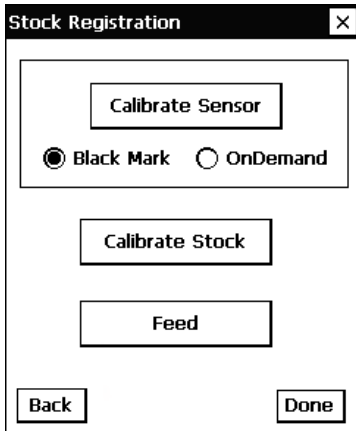 Stock Registration
Calibrate Sensor
Black Mark OnDemand
Calibrate Stock
Feed
Back Done